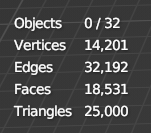 Objects 0 / 32
Vertices 14,201
Edges 32,192
Faces 18,531
Triangles 25,000